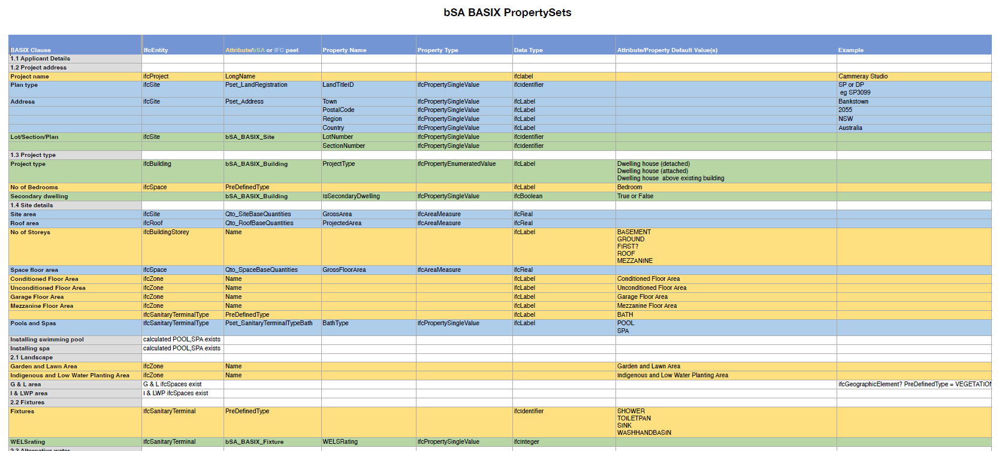 bSA BASIX PropertySets
BASIX Clause IfcEntity Attribute/bSA or IFC pset Property Name Property Type Data Type Attribute/Property Default Value(s) Example
1.1 Applicant Details
1.2 Project address
Project name ifcProject LongName ifclabel Cammeray Studio
Plan type ifcSite Pset_LandRegistration LandTitleID IfcPropertySingleValue ifcIdentifier SP or DP
eg SP3099
Address ifcSite Pset_Address Town IfcPropertySingleValue ifcLabel Bankstown
PostalCode IfcPropertySingleValue ifcLabel 2055
Region IfcPropertySingleValue ifcLabel NSW
Country IfcPropertySingleValue ifcLabel Australia
Lot/Section/Plan ifcSite bSA_BASIX_Site LotNumber IfcPropertySingleValue ifcIdentifier
SectionNumber IfcPropertySingleValue ifcIdentifier
1.3 Project type
Project type ifcBuilding bSA_BASIX_Building ProjectType IfcPropertyEnumeratedValue ifcLabel Dwelling house (detached)
Dwelling house (attached)
Dwelling house above existing building
No of Bedrooms ifcSpace PreDefinedType ifcLabel Bedroom
Secondary dwelling bSA_BASIX_Building IsSecondaryDwelling IfcPropertySingleValue ifcBoolean True or False
1.4 Site details
Site area ifcSite Qto_SiteBaseQuantities GrossArea IfcAreaMeasure ifcReal
Roof area ifcRoof Qto_RoofBaseQuantities ProjectedArea IfcAreaMeasure ifcReal
No of Storeys ifcBuildingStorey Name ifcLabel BASEMENT
GROUND
FIRST?
ROOF
MEZZANINE
Space floor area ifcSpace Qto_SpaceBaseQuantities GrossFloorArea IfcAreaMeasure ifcReal
Conditioned Floor Area ifcZone Name ifcLabel Conditioned Floor Area
Unconditioned Floor Area ifcZone Name ifcLabel Unconditioned Floor Area
Garage Floor Area ifcZone Name ifcLabel Garage Floor Area
Mezzanine Floor Area ifcZone Name ifcLabel Mezzanine Floor Area
IfcSanitaryTerminalType PreDefinedType ifcLabel BATH
Pools and Spas IfcSanitaryTerminalType Pset_SanitaryTerminalTypeBath BathType IfcPropertySingleValue ifcLabel POOL
SPA
Installing swimming pool calculated POOL,SPA exists
Installing spa calculated POOL,SPA exists
2.1 Landscape
Garden and Lawn Area ifcZone Name Garden and Lawn Area
Indigenous and Low Water Planting Area ifcZone Name Indigenous and Low Water Planting Area
G & L area G & L ifcSpaces exist ifcGeographicElement? PreDefinedType = VEGETATION
I & LWP area I & LWP ifcSpaces exist
2.2 Fixtures
Fixtures IfcSanitaryTerminal PreDefinedType ifcIdentifier SHOWER
TOILETPAN
SINK
WASHHANDBASIN
WELSrating IfcSanitaryTerminal bSA_BASIX_Fixture WELSRating IfcPropertySingleValue ifcInteger
2.3 Alternative water